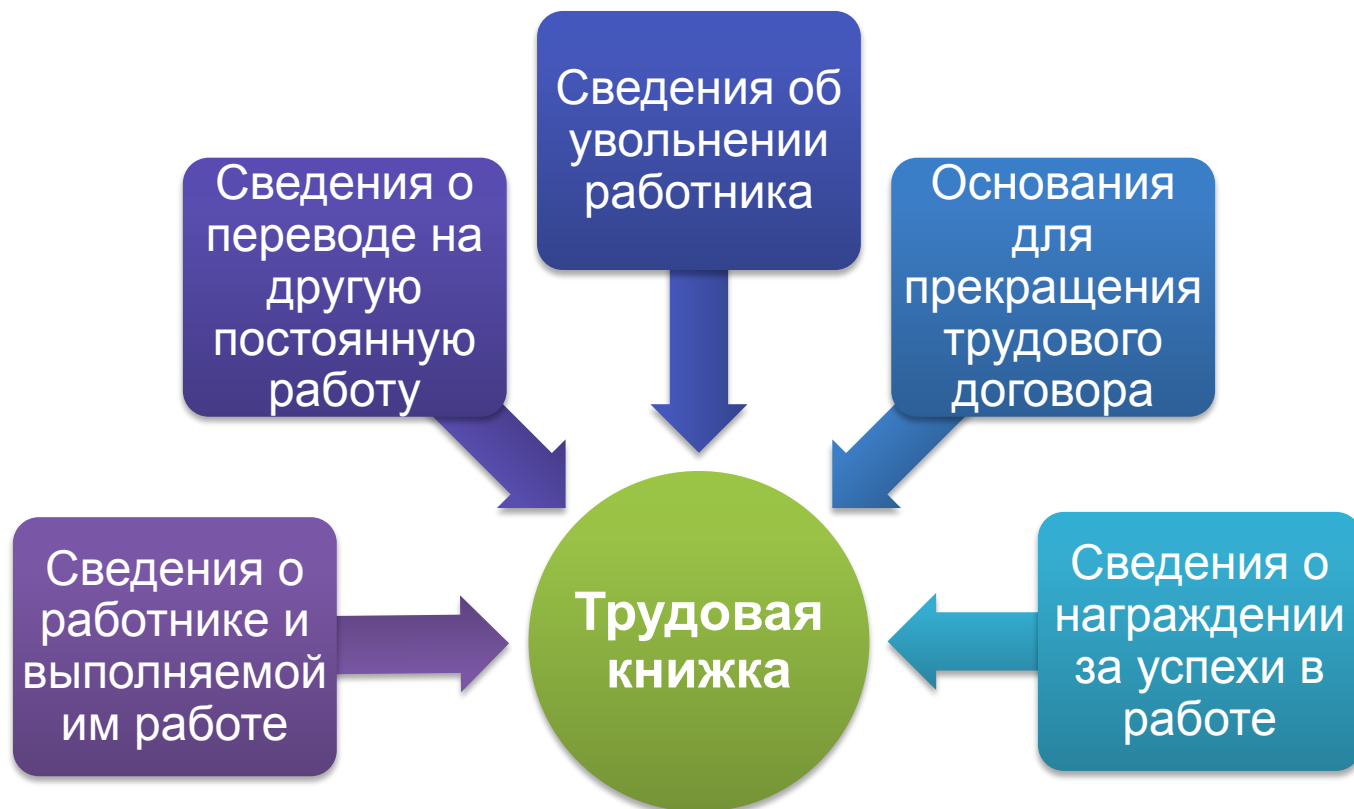 Сведения об
увольнении
работника
Сведения о
переводе на
другую
постоянную
работу
Основания
для
прекращения
трудового
договора
Сведения о
работнике и
выполняемой
им работе
Трудовая
книжка
Сведения о
награждении
за успехи в
работе